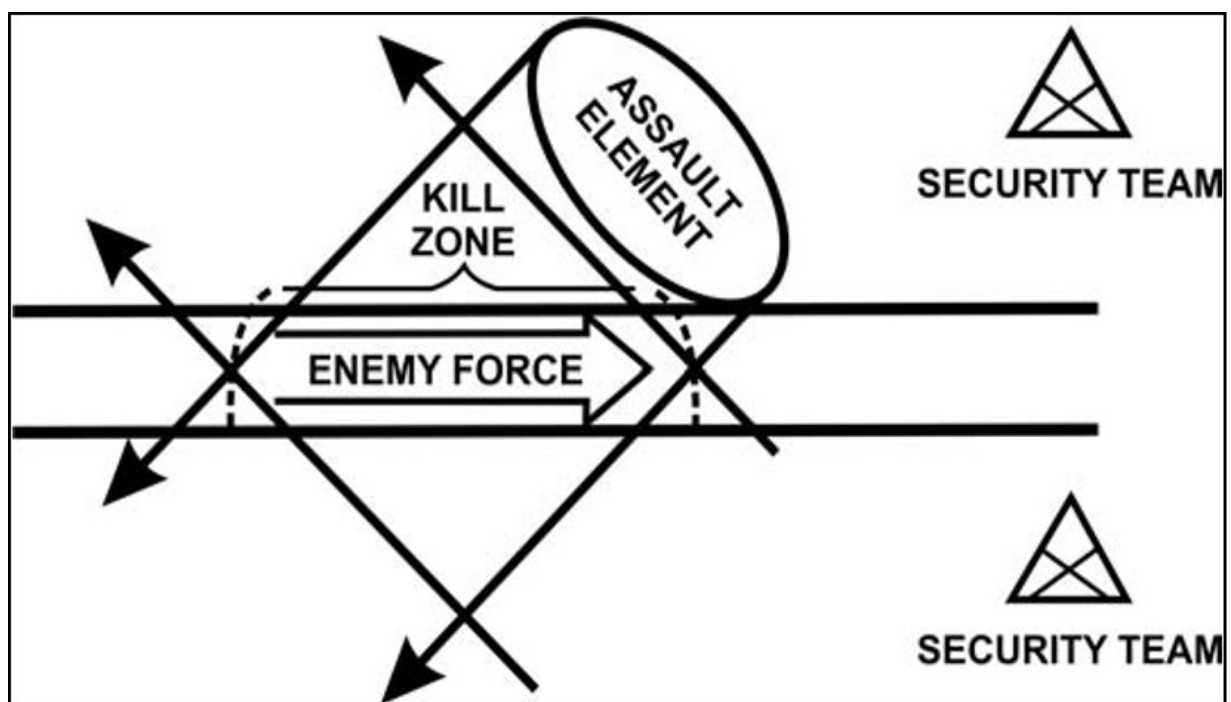 ASSAULT
ELEMENT
SECURITY TEAM
KILL
ZONE
ENEMY FORCE
SECURITY TEAM